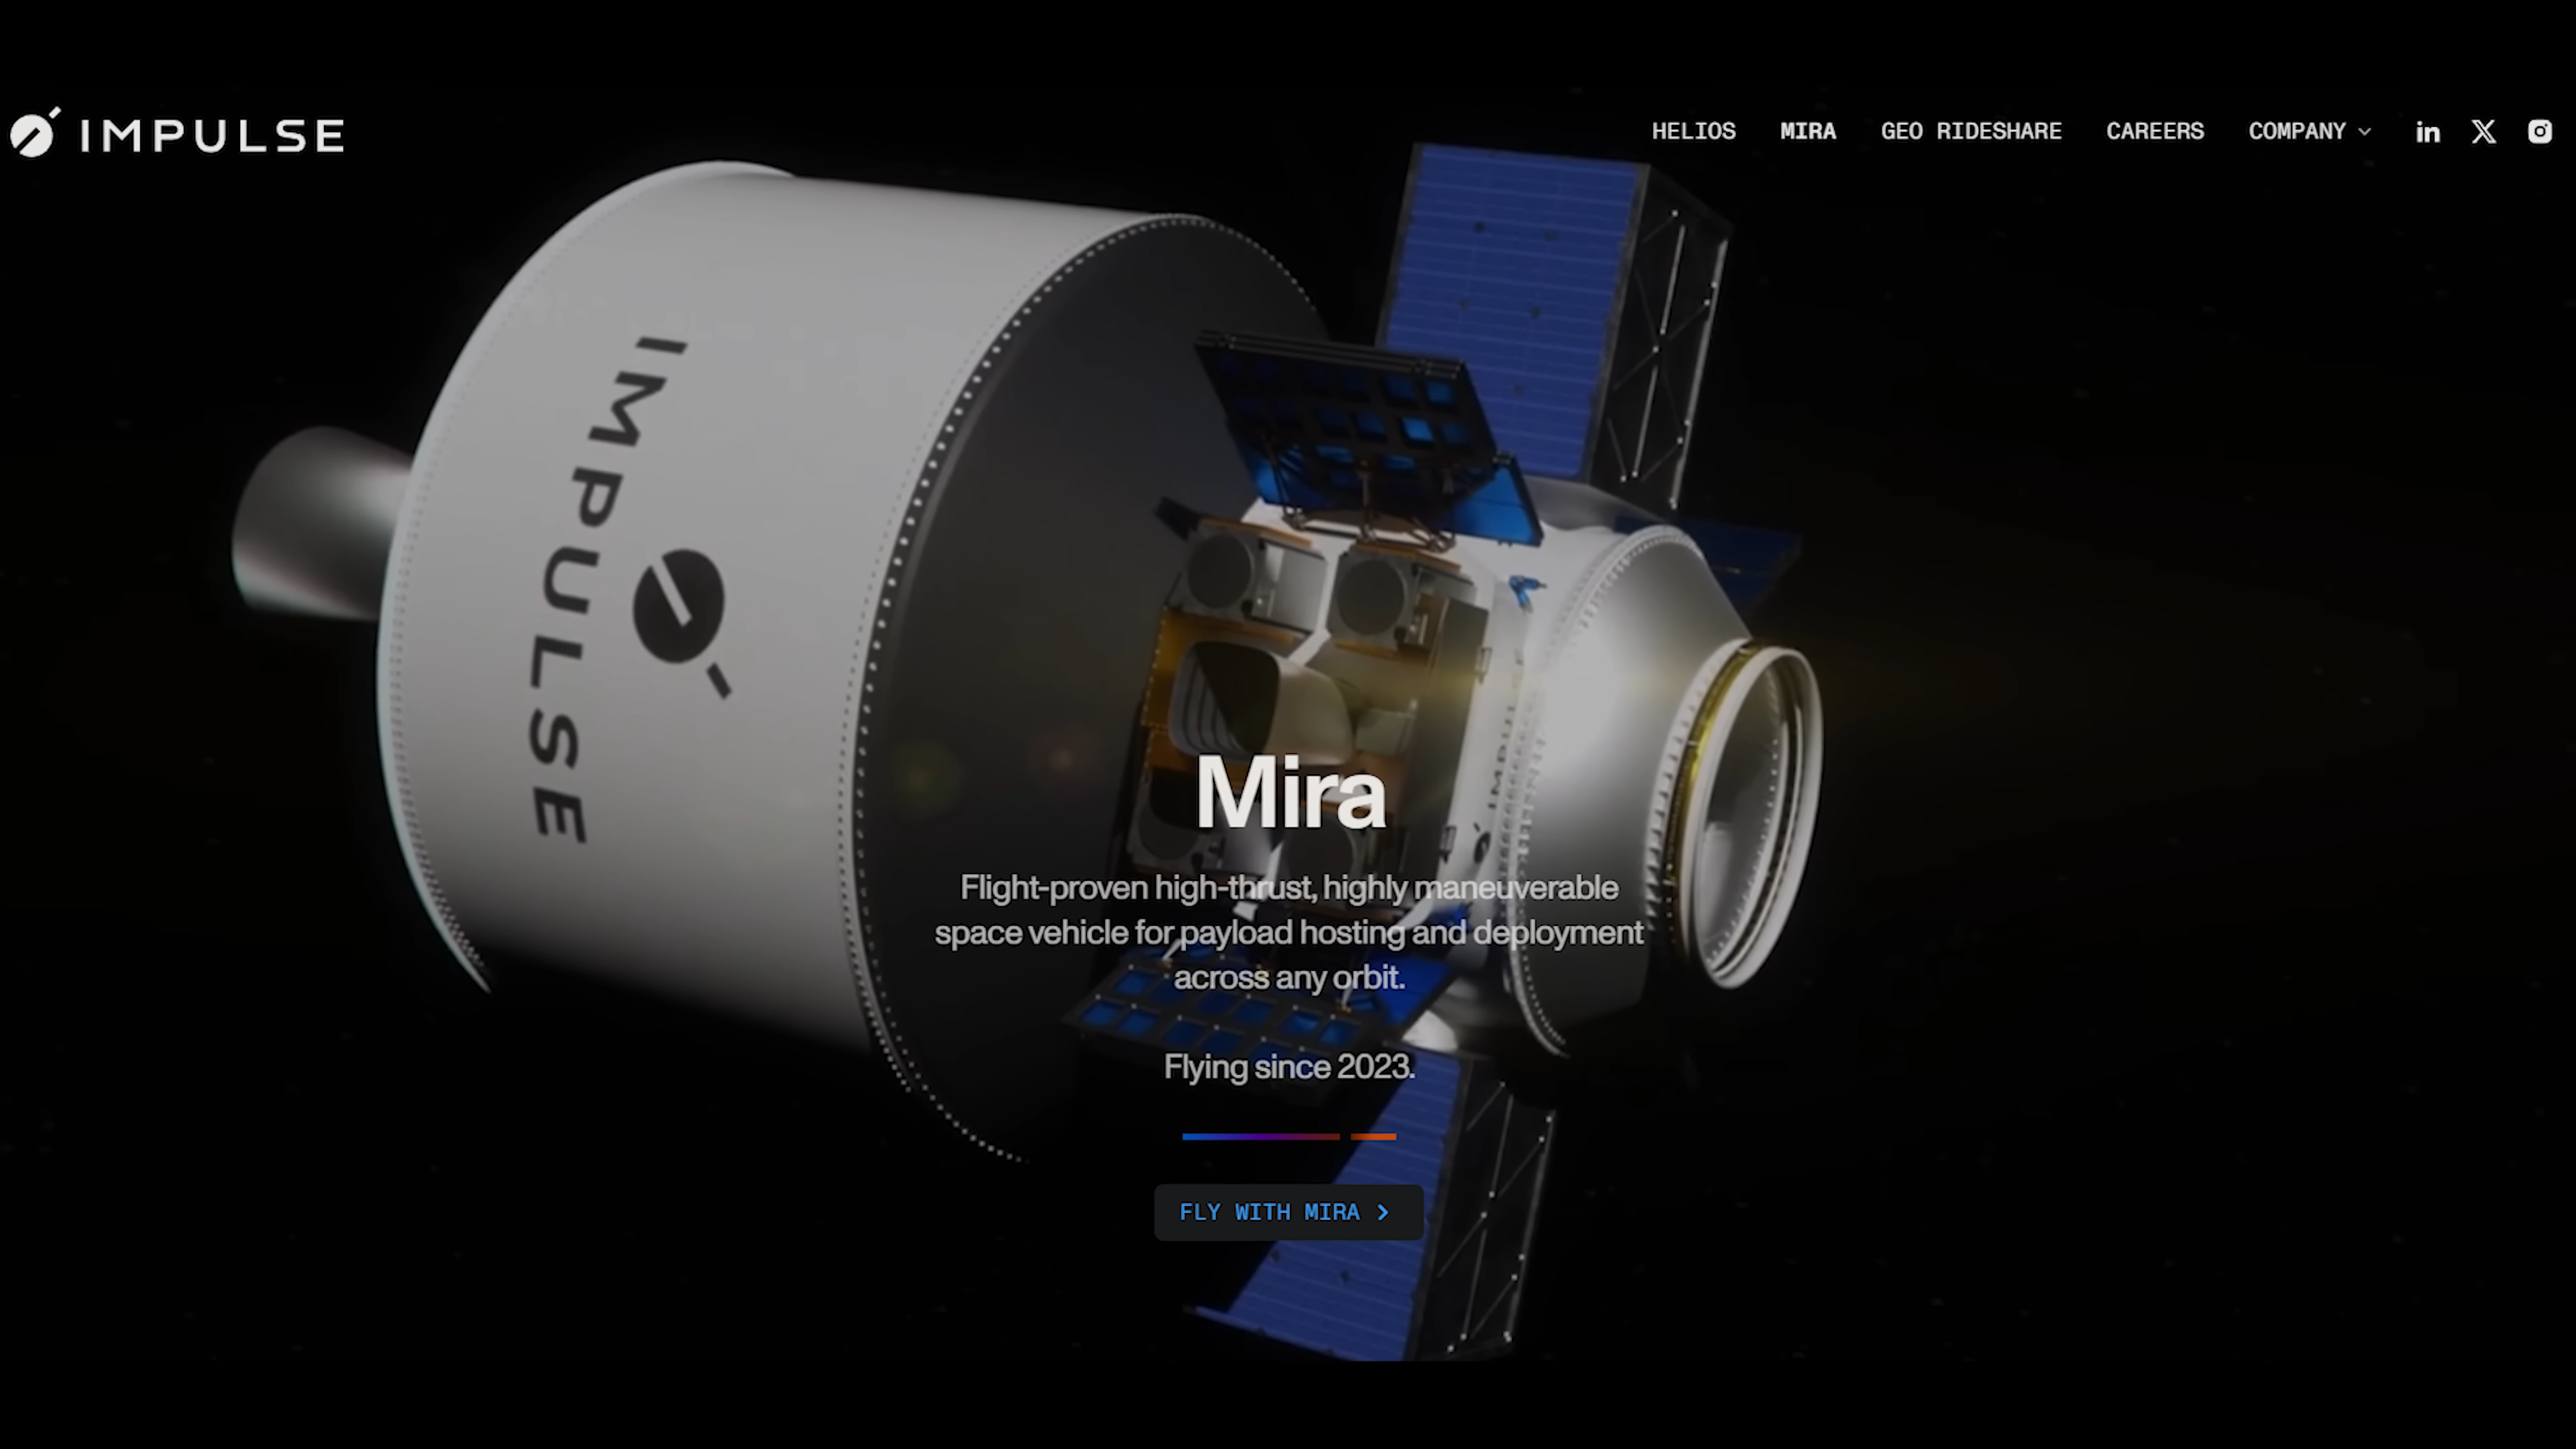 IMPULSE
HELIOS
MIRA
GEO RIDESHARE
CAREERS
COMPANY
in
X
IMPULSE
Mira
Flight-proven high-thrust, highly maneuverable
space vehicle for payload hosting and deployment
across any orbit.
Flying since 2023.
FLY WITH MIRA